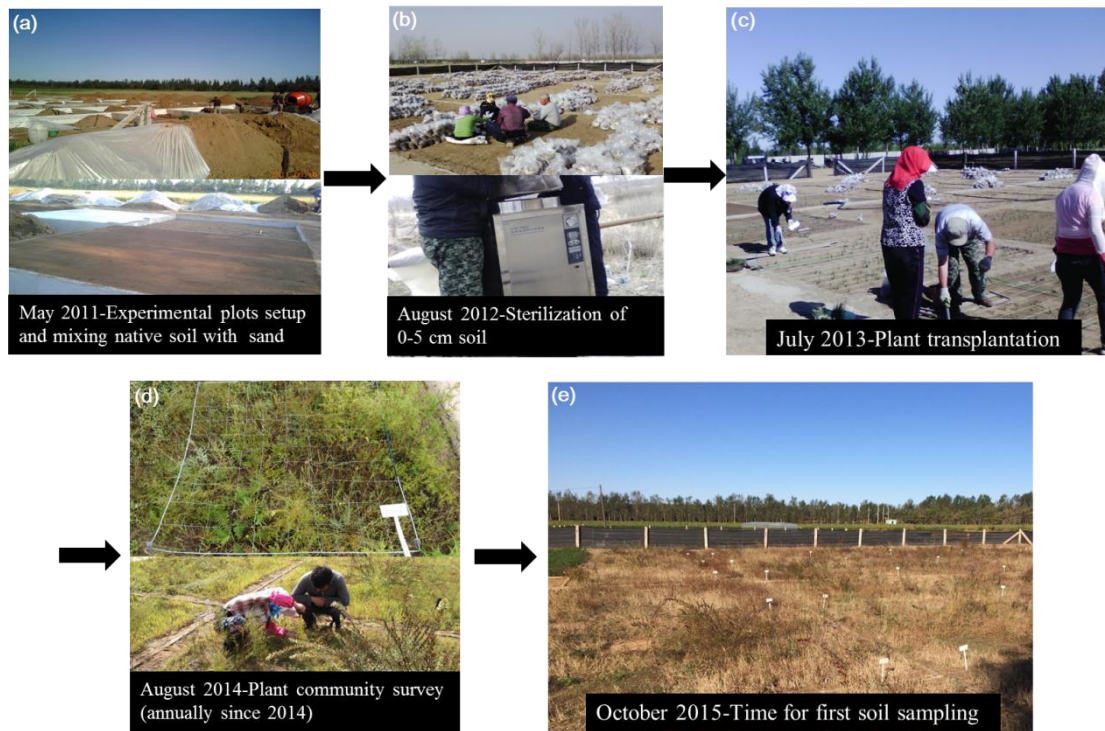 (a)
May 2011-Experimental plots setup
and mixing native soil with sand
(b)
August 2012-Sterilization of
0-5 cm soil
(c)
July 2013-Plant transplantation
(d)
August 2014-Plant community survey
(annually since 2014)
(e)
October 2015-Time for first soil sampling